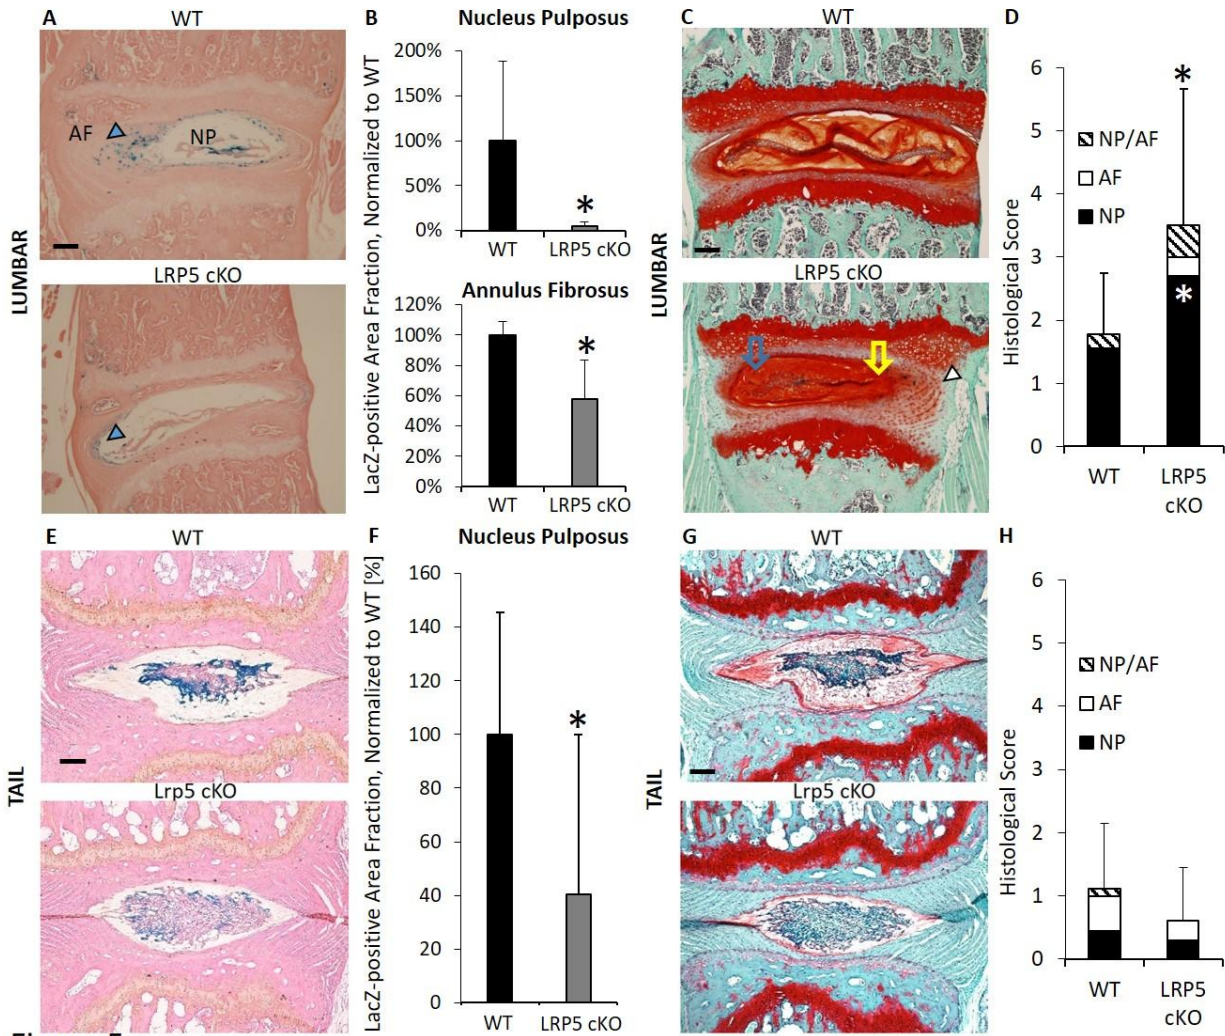 A
WT
AF
NP
LUMBAR
LRP5 cKO
B
Nucleus Pulposus
LacZ-positive Area Fraction, Normalized to WT
200%
150%
100%
50%
0%
*
WT
LRP5 cKO
Annulus Fibrosus
120%
100%
80%
60%
40%
20%
0%
*
WT
LRP5 cKO
C
WT
LUMBAR
LRP5 cKO
D
Histological Score
6
5
4
3
2
1
0
NP/AF
AF
NP
*
*
WT
LRP5
cKO
E
WT
TAIL
Lrp5 cKO
F
Nucleus Pulposus
LacZ-positive Area Fraction, Normalized to WT [%]
160
140
120
100
80
60
40
20
0
*
WT
LRP5 cKO
G
WT
TAIL
Lrp5 cKO
H
Histological Score
6
5
4
3
2
1
0
NP/AF
AF
NP
WT
LRP5
cKO